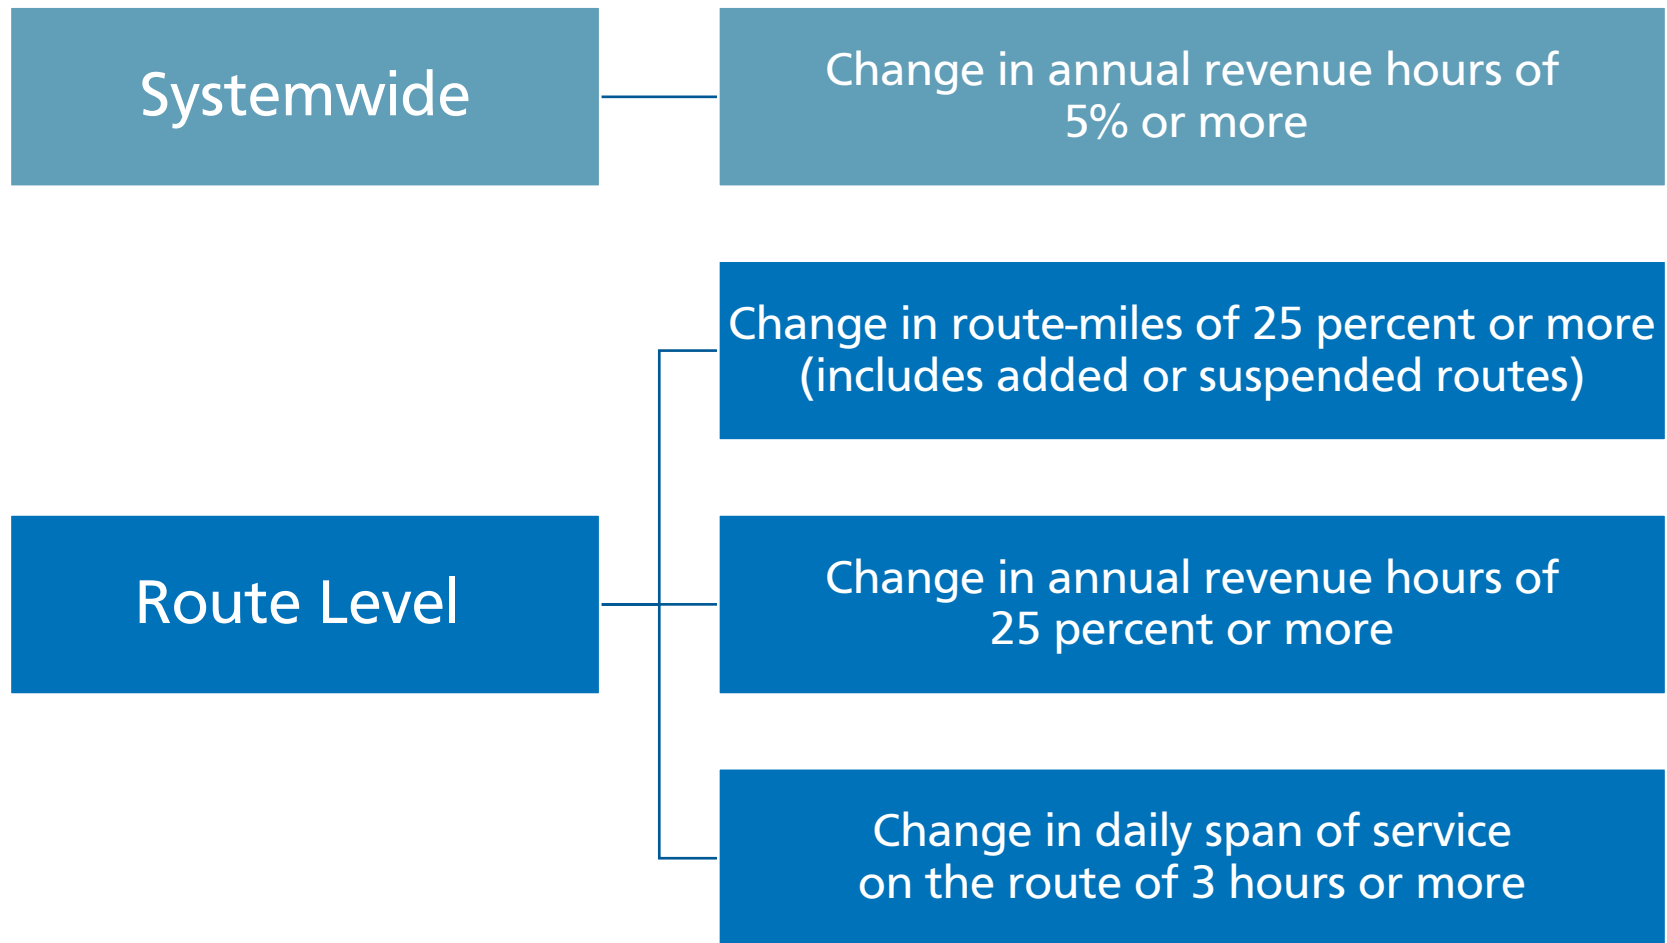 Systemwide
Change in annual revenue hours of
5% or more
Change in route-miles of 25 percent or more
(includes added or suspended routes)
Route Level
Change in annual revenue hours of
25 percent or more
Change in daily span of service
on the route of 3 hours or more